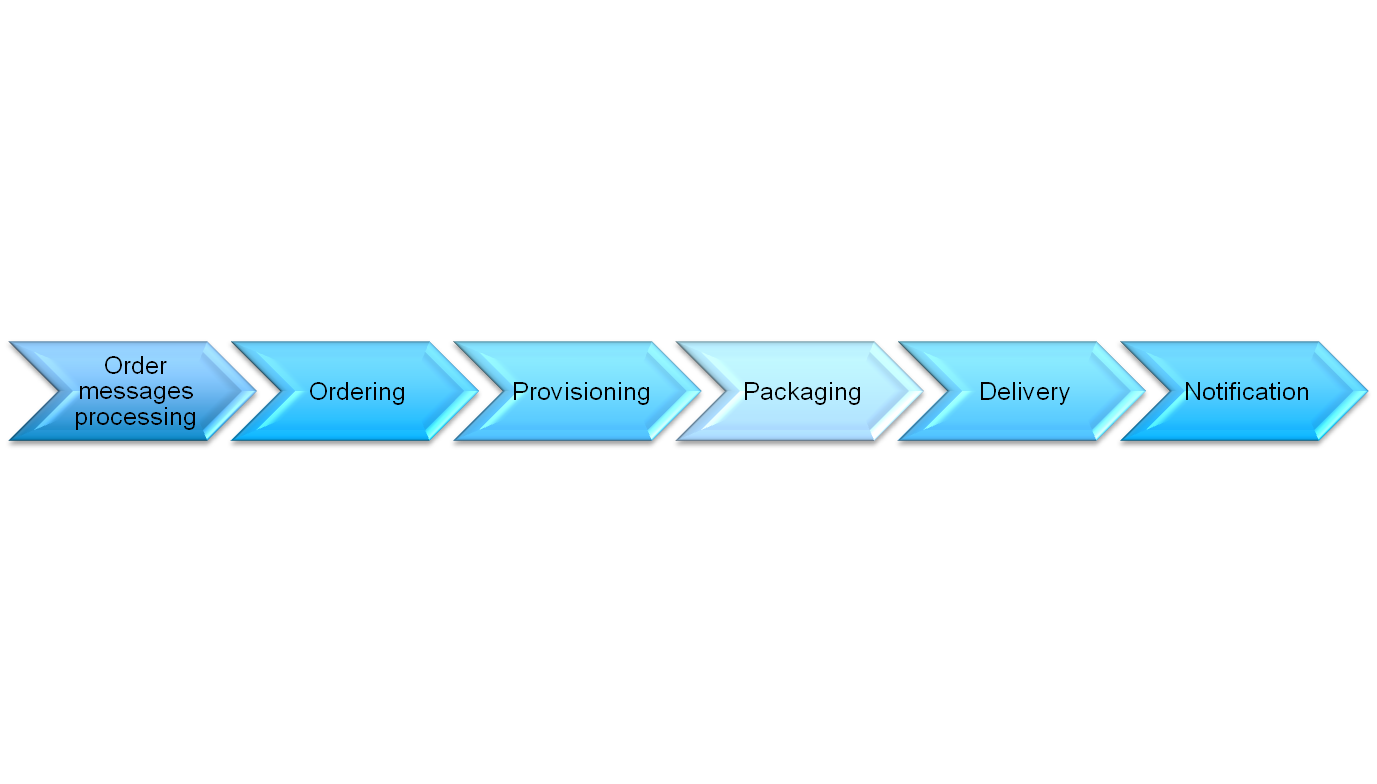 Order
messages
processing
Ordering
Provisioning
Packaging
Delivery
Notification